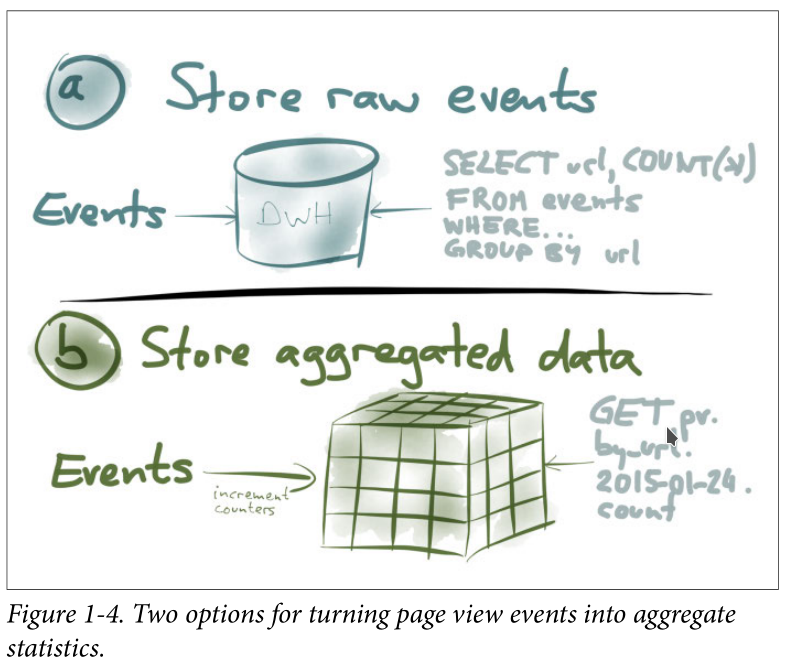 a Store raw events
Events
DWH
SELECT url, COUNT(*)
FROM events
WHERE...
GROUP BY url
b Store aggregated data
Events
increment
counters
GET pv.
by_url.
2015-01-24.
count
Figure 1-4. Two options for turning page view events into aggregate
statistics.